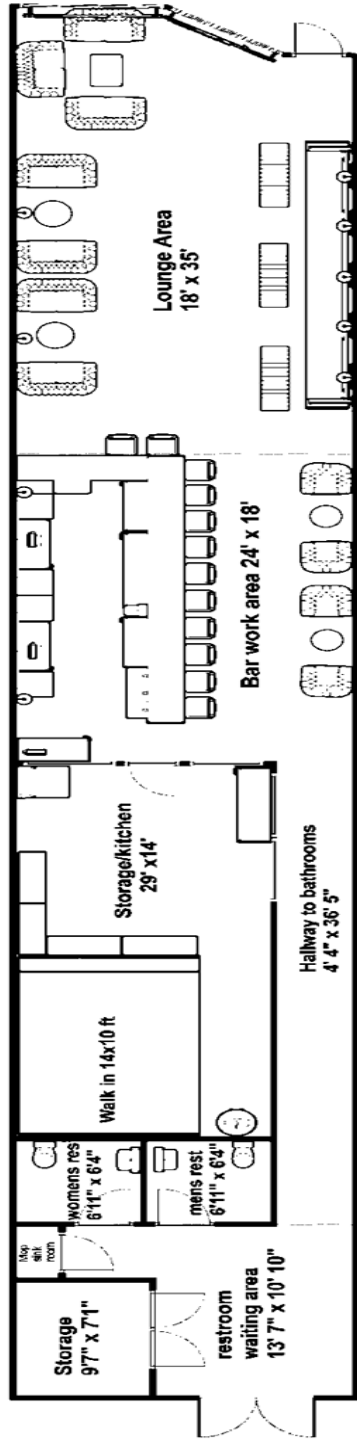 Lounge Area
18' x 35'
Bar work area 24' x 18'
Storage/kitchen
29' x14'
Hallway to bathrooms
4' 4" x 36' 5"
Walk in 14x10 ft
womens res
6'11" x 6'4"
mens rest
6'11" x 6'4"
Mop
sink
room
Storage
9'7" x 7'1"
restroom
waiting area
13' 7" x 10' 10"